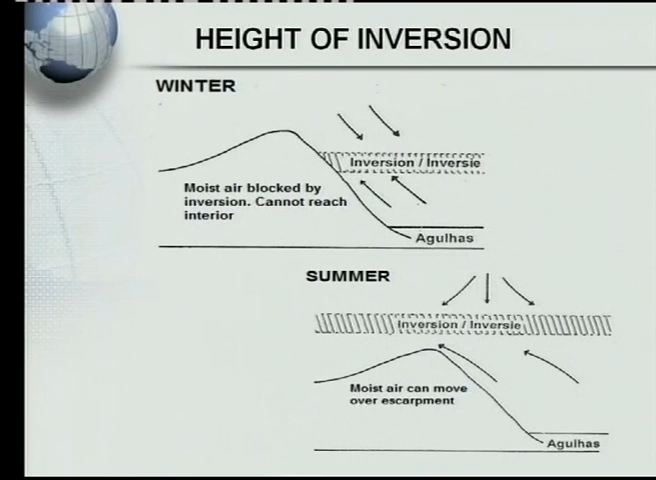 HEIGHT OF INVERSION
WINTER
Inversion / Inversie
Moist air blocked by
inversion. Cannot reach
interior
Agulhas
SUMMER
Inversion / Inversie
Moist air can move
over escarpment
Agulhas